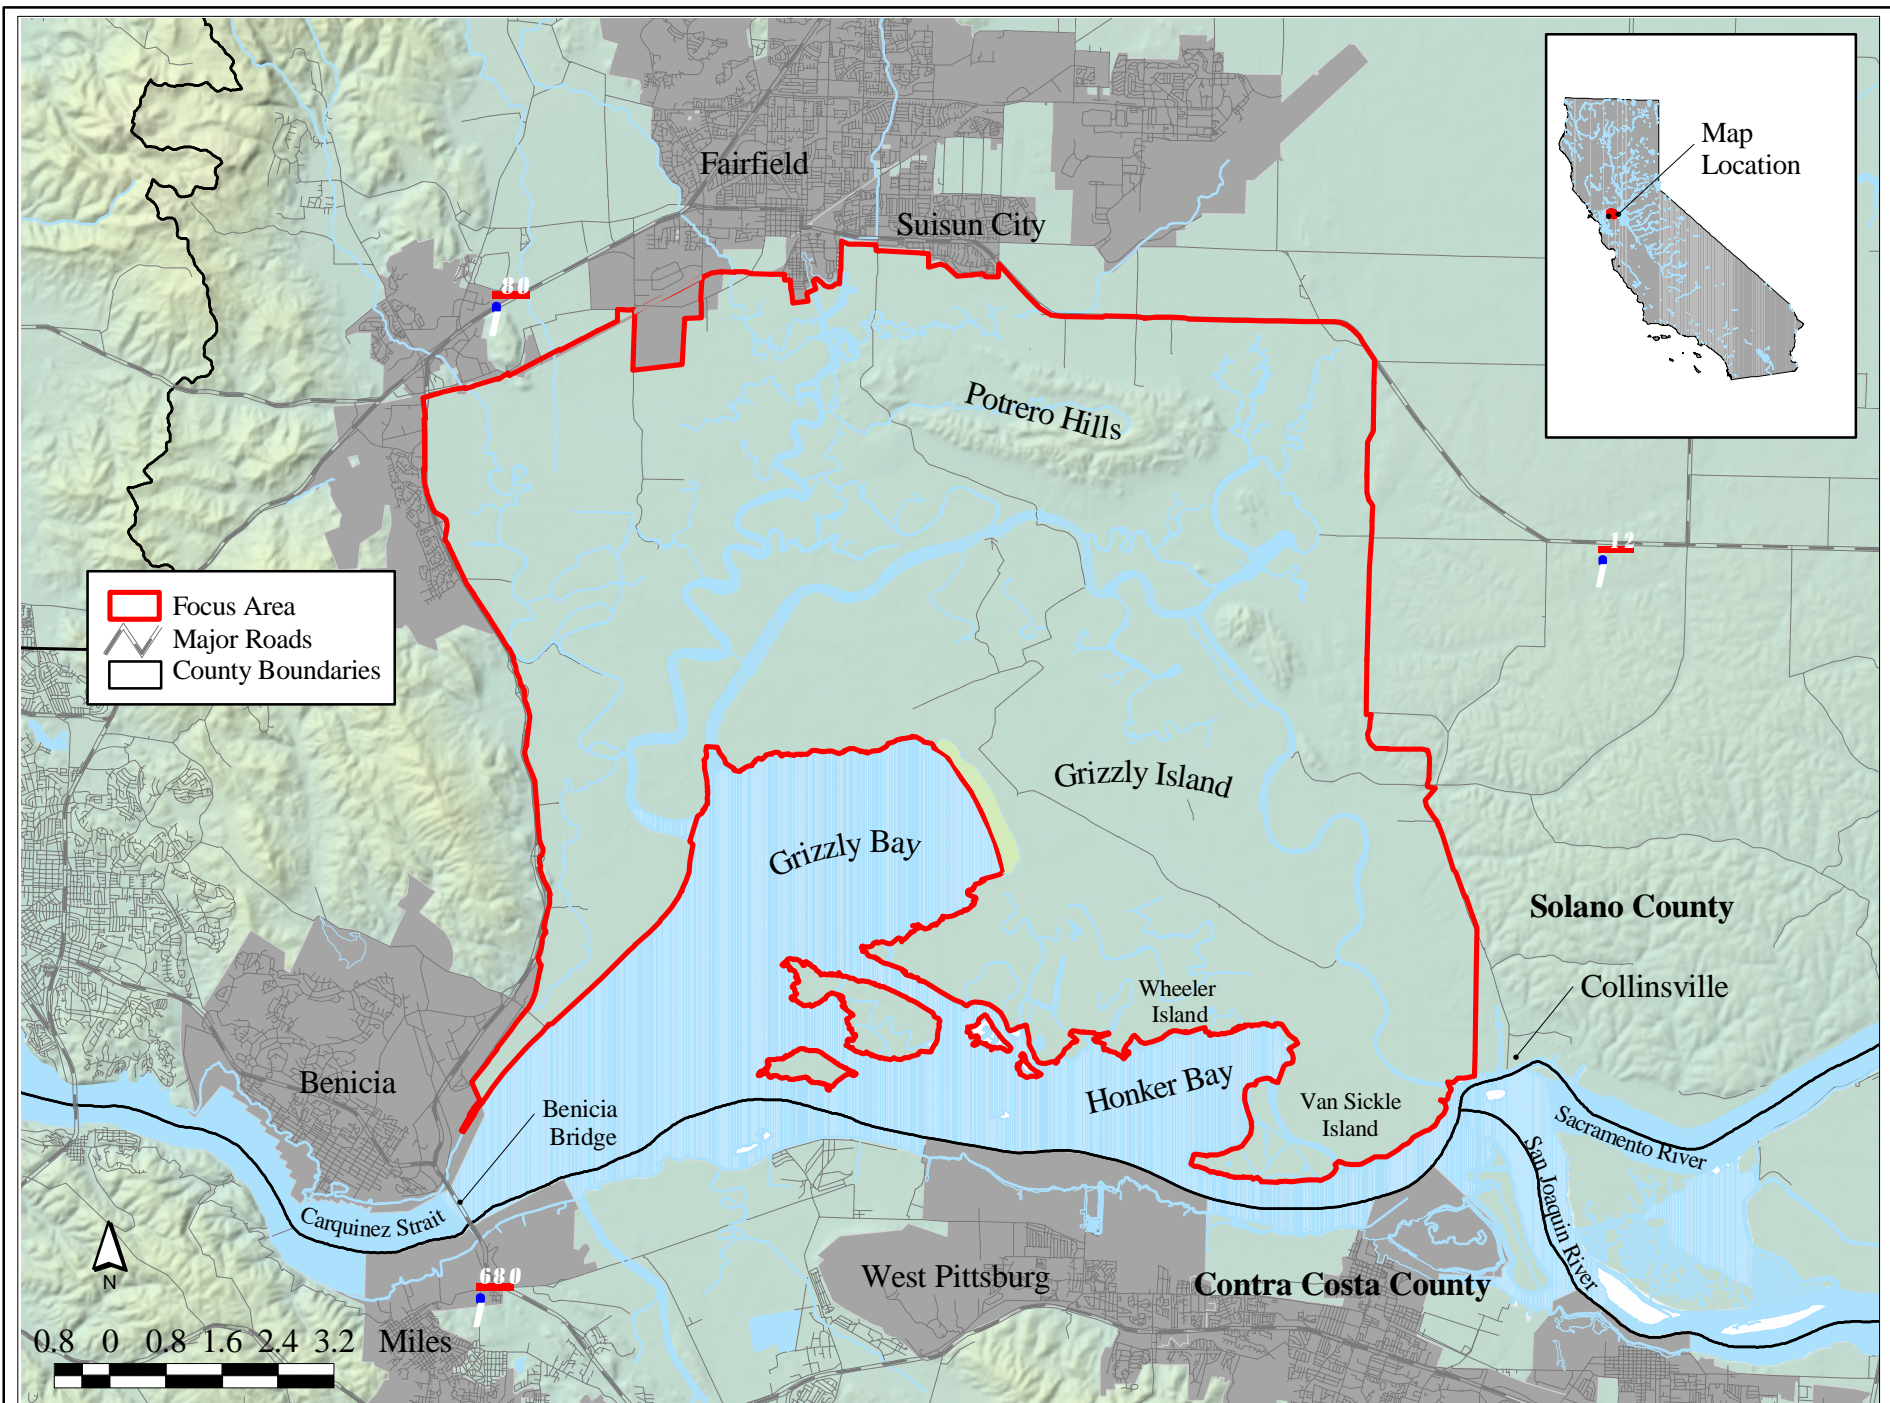 Map
Location
Fairfield
Suisun City
80
Potrero Hills
12
Focus Area
Major Roads
County Boundaries
Grizzly Island
Grizzly Bay
Solano County
Collinsville
Wheeler
Island
Benicia
Honker Bay
Benicia
Bridge
Van Sickle
Island
Sacramento River
San Joaquin River
Carquinez Strait
N
680
West Pittsburg
Contra Costa County
0.8 0 0.8 1.6 2.4 3.2 Miles